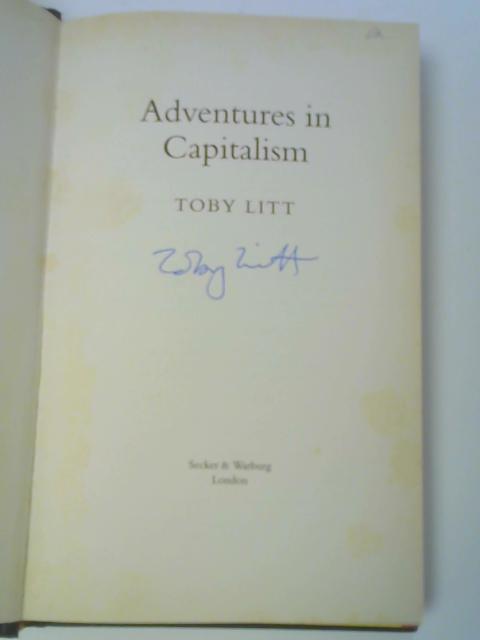 Adventures in
Capitalism
TOBY LITT
Toby Litt
Secker & Warburg
London